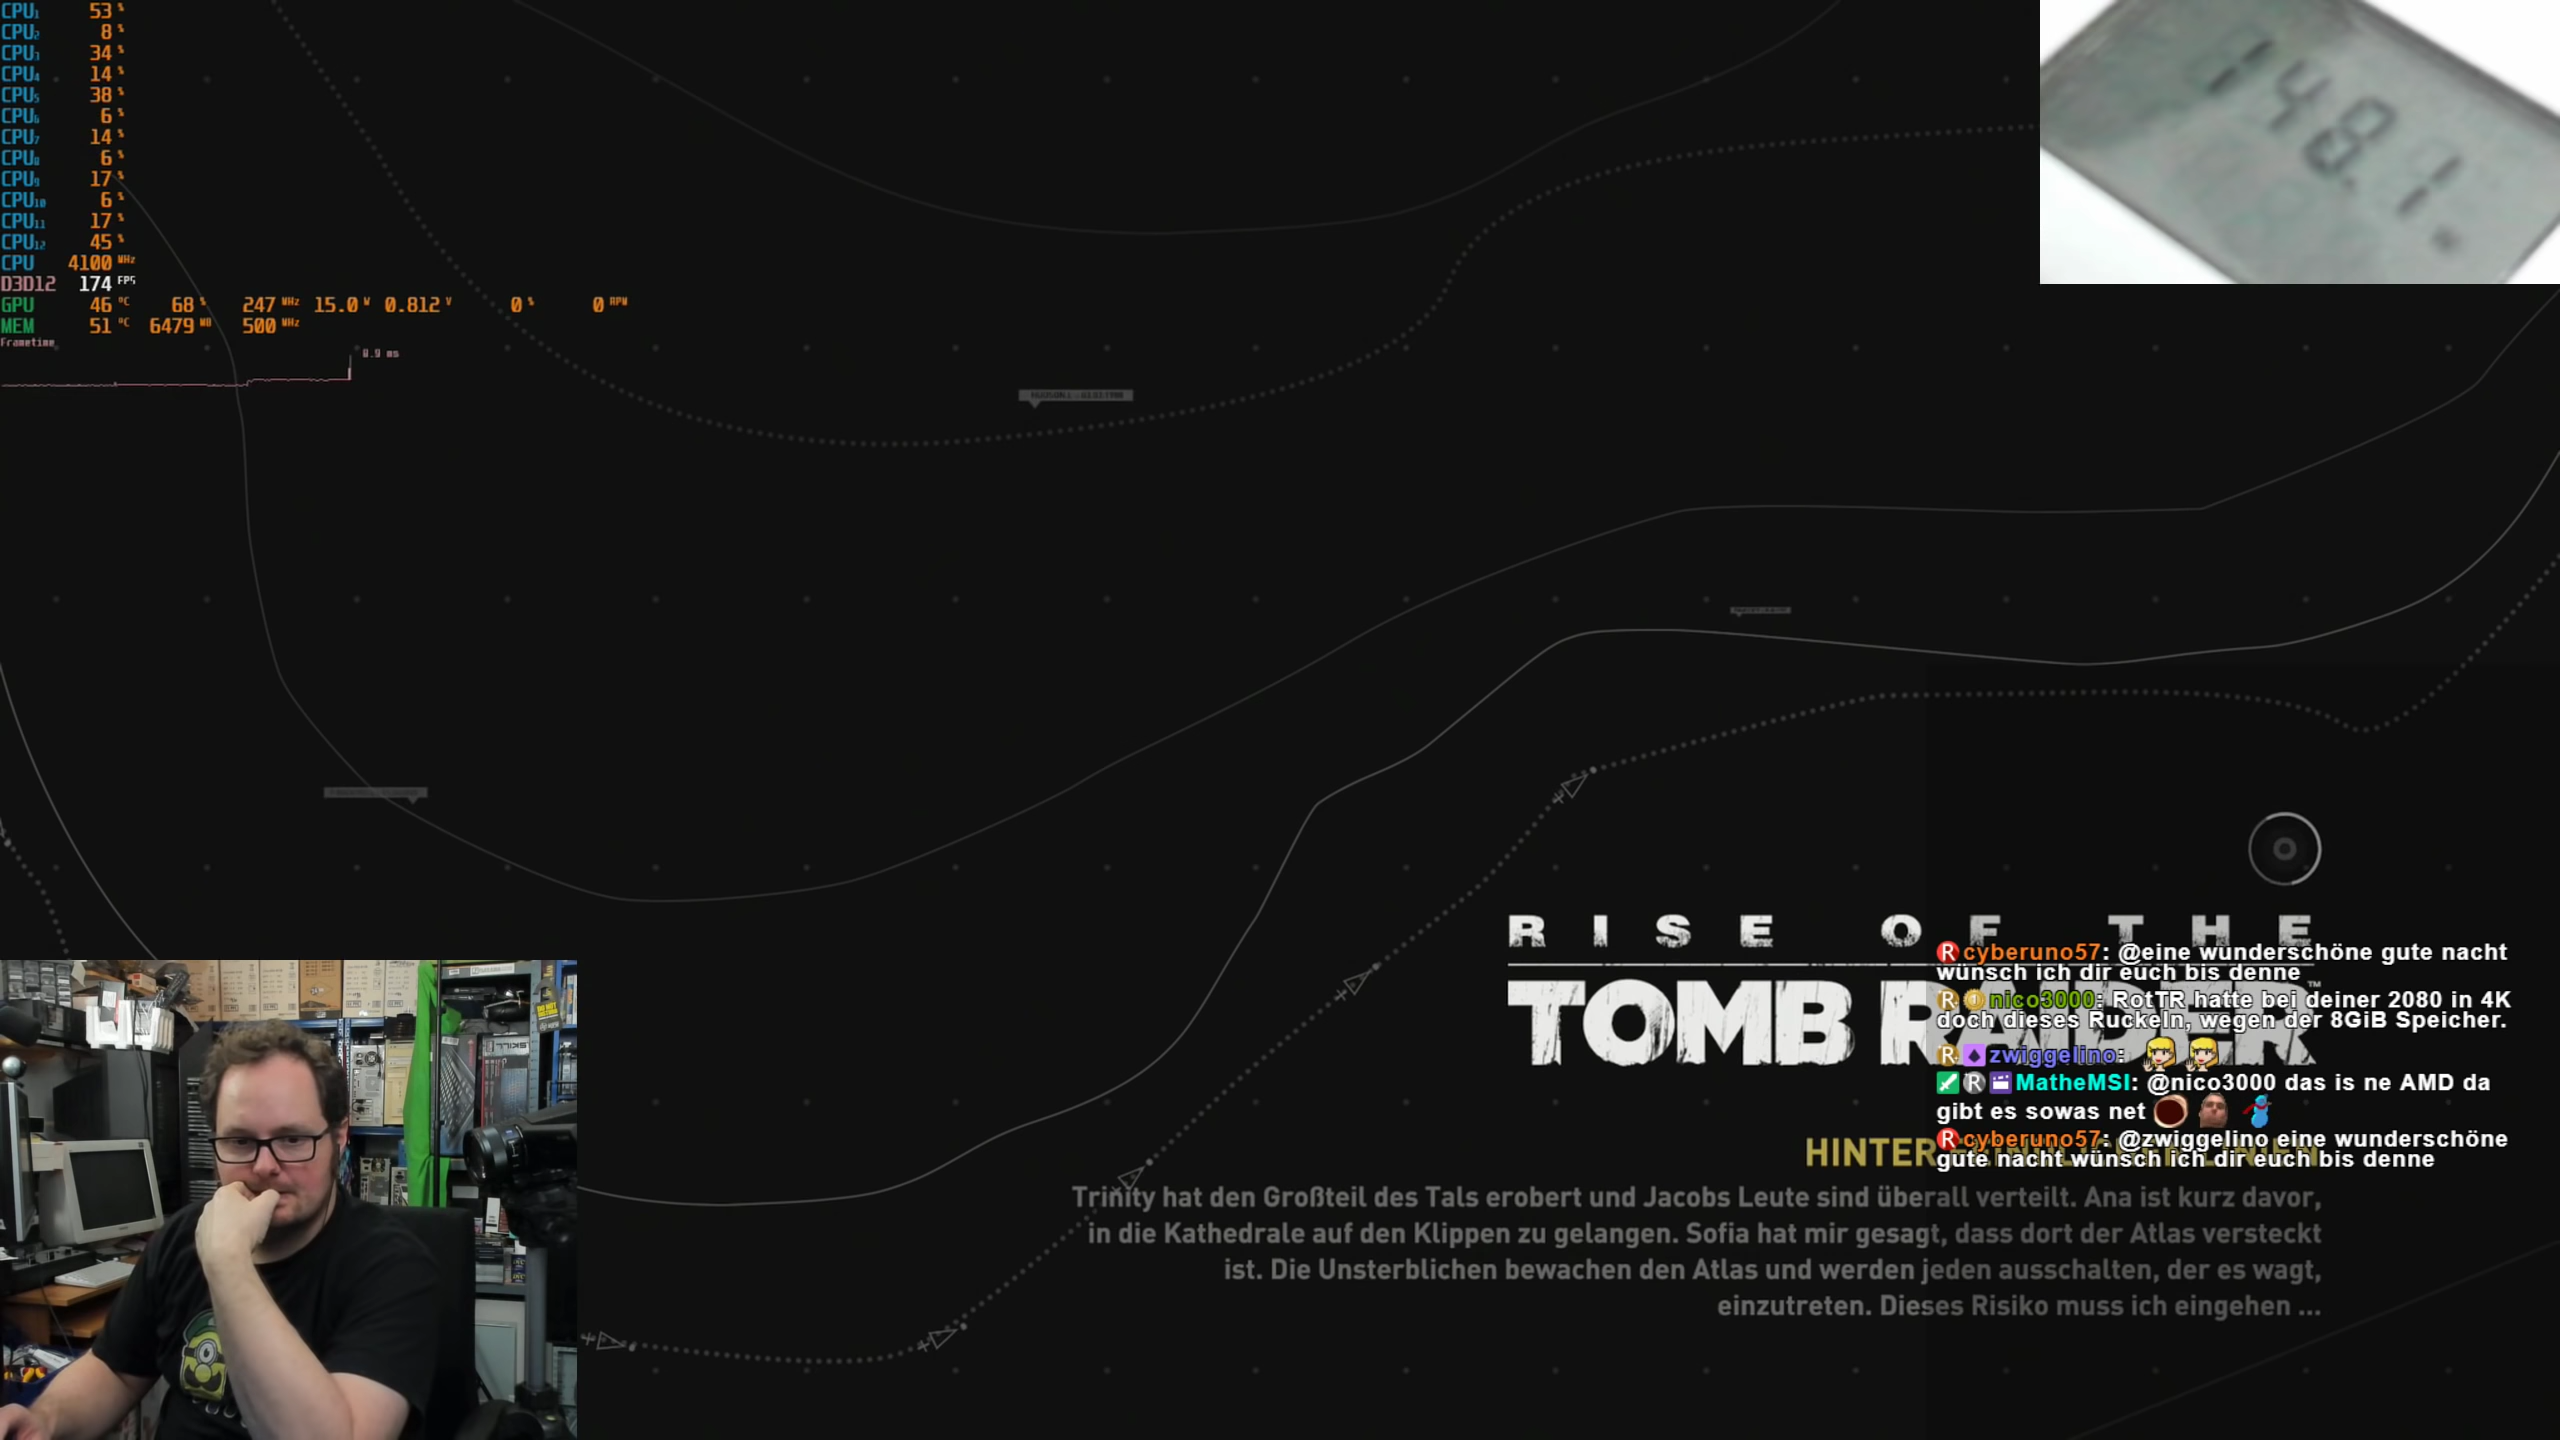 CPU1 53 %
CPU2 8 %
CPU3 34 %
CPU4 14 %
CPU5 38 %
CPU6 6 %
CPU7 14 %
CPU8 6 %
CPU9 17 %
CPU10 6 %
CPU11 17 %
CPU12 45 %
CPU 4100 MHz
D3D12 174 FPS
GPU 46 °C 68 % 247 MHz 15.0 W 0.812 V 0 % 0 RPM
MEM 51 °C 6479 MB 500 MHz
Frametime
148.1 W
RISE OF THE
TOMB RAIDER™
cyberuno57: @eine wunderschöne gute nacht
wünsch ich dir euch bis denne
nico3000: RotTR hatte bei deiner 2080 in 4K
doch dieses Ruckeln, wegen der 8GiB Speicher.
zwiggelino:
MatheMSI: @nico3000 das is ne AMD da
gibt es sowas net
cyberuno57: @zwiggelino eine wunderschöne
gute nacht wünsch ich dir euch bis denne
HINTER
Trinity hat den Großteil des Tals erobert und Jacobs Leute sind überall verteilt. Ana ist kurz davor,
in die Kathedrale auf den Klippen zu gelangen. Sofia hat mir gesagt, dass dort der Atlas versteckt
ist. Die Unsterblichen bewachen den Atlas und werden jeden ausschalten, der es wagt,
einzutreten. Dieses Risiko muss ich eingehen ...